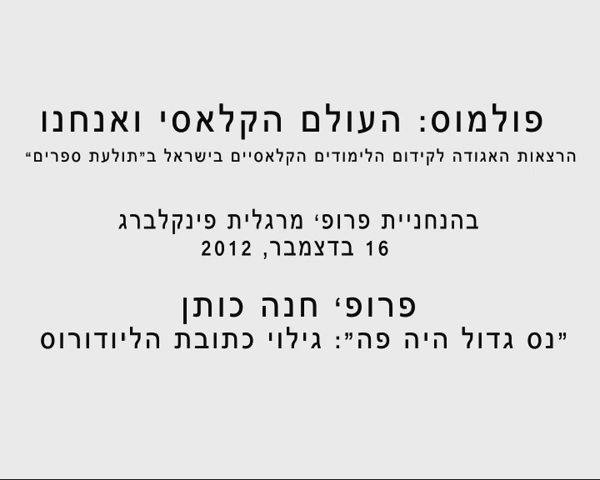 פולמוס: העולם הקלאסי ואנחנו
הרצאות האגודה לקידום הלימודים הקלאסיים בישראל ב"תולעת ספרים"
בהנחניית פרופ' מרגלית פינקלברג
16 בדצמבר, 2012
פרופ' חנה כותן
"נס גדול היה פה": גילוי כתובת הליודורוס